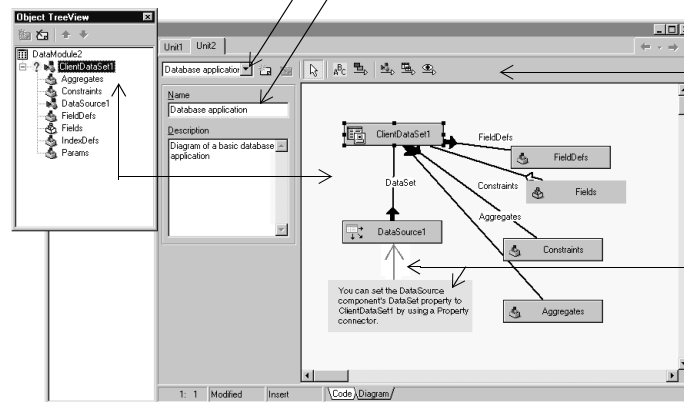 Object TreeView
DataModule2
ClientDataSet1
Aggregates
Constraints
DataSource1
FieldDefs
Fields
IndexDefs
Params
Unit1
Unit2
Database application
Name
Database application
Description
Diagram of a basic database
application
ClientDataSet1
FieldDefs
FieldDefs
Constraints
Fields
DataSet
Aggregates
DataSource1
Constraints
You can set the DataSource
component's DataSet property to
ClientDataSet1 by using a Property
connector.
Aggregates
1: 1
Modified
Insert
Code
Diagram